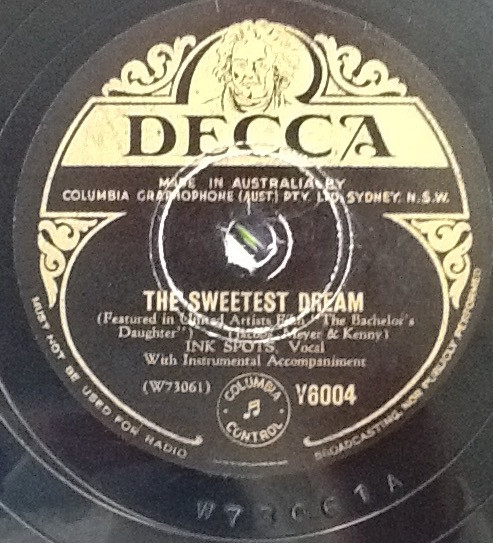 DECCA
MADE IN AUSTRALIA BY
COLUMBIA GRAPHOPHONE (AUST.) PTY. LTD. SYDNEY. N.S.W.
THE SWEETEST DREAM
(Featured in United Artists Film "The Bachelor's
Daughter") (Jacobs, Meyer & Kenny)
INK SPOTS, Vocal
With Instrumental Accompaniment
(W73061)
COLUMBIA
CONTROL
Y6004
MUST NOT BE USED FOR RADIO
BROADCASTING, NOR PUBLICLY PERFORMED
W73061A